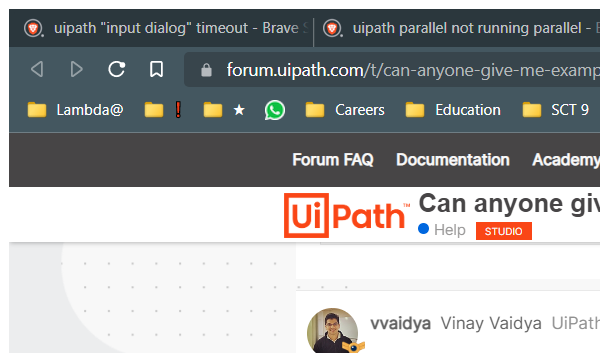 uipath "input dialog" timeout - Brave uipath parallel not running parallel -
forum.uipath.com/t/can-anyone-give-me-examp
Lambda@ Careers Education SCT 9
Forum FAQ Documentation Academy
UiPath™ Can anyone giv
Help STUDIO
vvaidya Vinay Vaidya UiPath